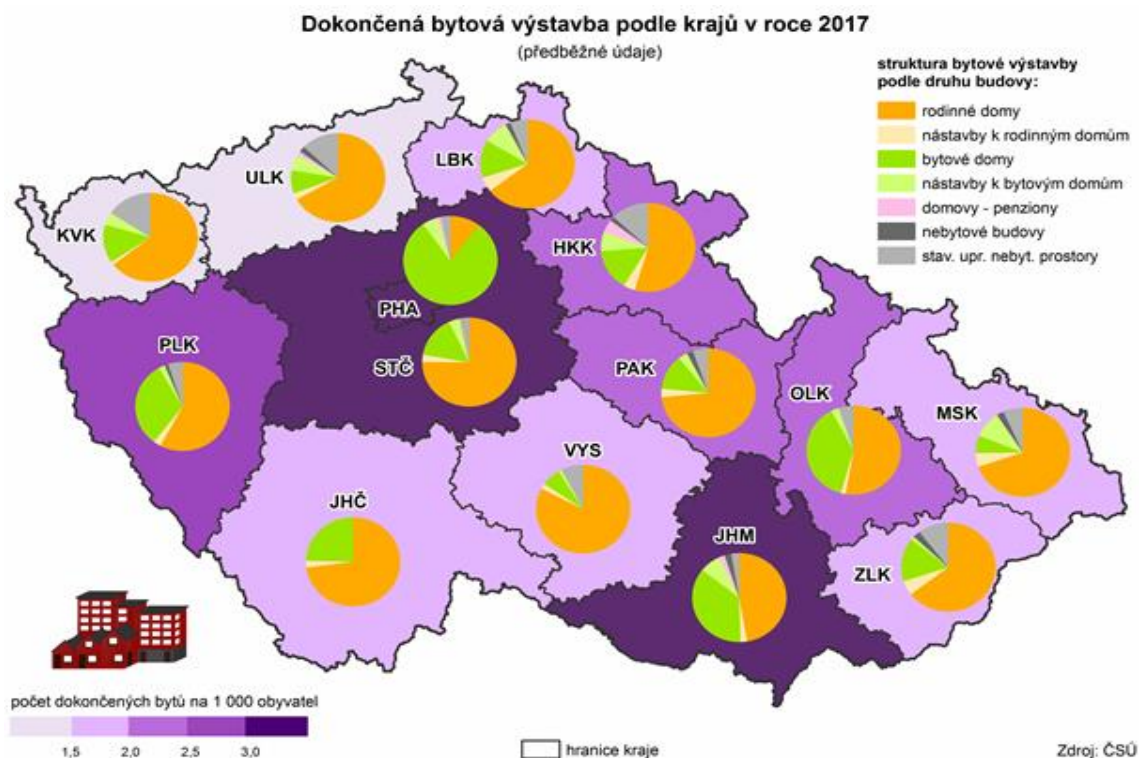 Dokončená bytová výstavba podle krajů v roce 2017
(předběžné údaje)
struktura bytové výstavby
podle druhu budovy:
rodinné domy
nástavby k rodinným domům
bytové domy
nástavby k bytovým domům
domovy - penziony
nebytové budovy
stav. upr. nebyt. prostory
LBK
ULK
KVK
HKK
PHA
PLK
STČ
PAK
OLK
MSK
VYS
JHČ
JHM
ZLK
počet dokončených bytů na 1 000 obyvatel
1,5 2,0 2,5 3,0
hranice kraje
Zdroj: ČSÚ